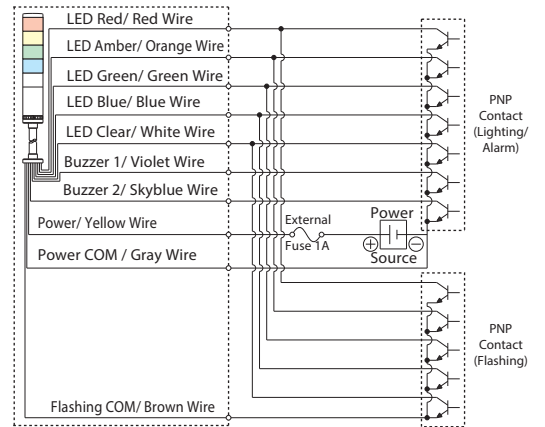 LED Red/ Red Wire
LED Amber/ Orange Wire
LED Green/ Green Wire
LED Blue/ Blue Wire
LED Clear/ White Wire
Buzzer 1/ Violet Wire
Buzzer 2/ Skyblue Wire
Power/ Yellow Wire
Power COM / Gray Wire
Flashing COM/ Brown Wire
External
Fuse 1A
Power
+ −
Source
PNP
Contact
(Lighting/
Alarm)
PNP
Contact
(Flashing)